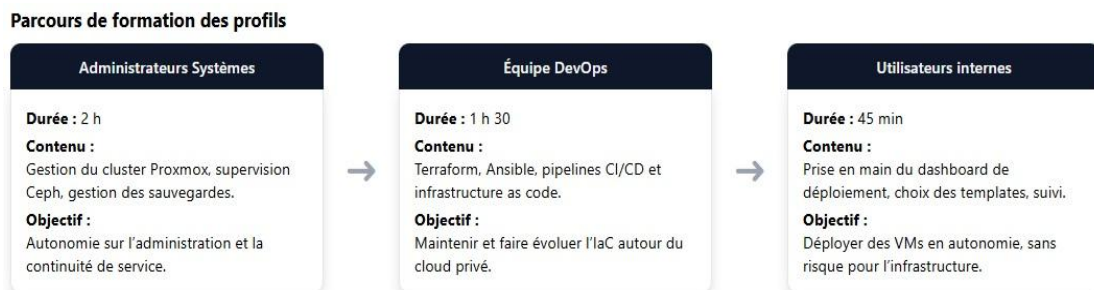 Parcours de formation des profils
Administrateurs Systèmes
Durée : 2 h
Contenu :
Gestion du cluster Proxmox, supervision
Ceph, gestion des sauvegardes.
Objectif :
Autonomie sur l'administration et la
continuité de service.
Équipe DevOps
Durée : 1 h 30
Contenu :
Terraform, Ansible, pipelines CI/CD et
infrastructure as code.
Objectif :
Maintenir et faire évoluer l'IaC autour du
cloud privé.
Utilisateurs internes
Durée : 45 min
Contenu :
Prise en main du dashboard de
déploiement, choix des templates, suivi.
Objectif :
Déployer des VMs en autonomie, sans
risque pour l'infrastructure.